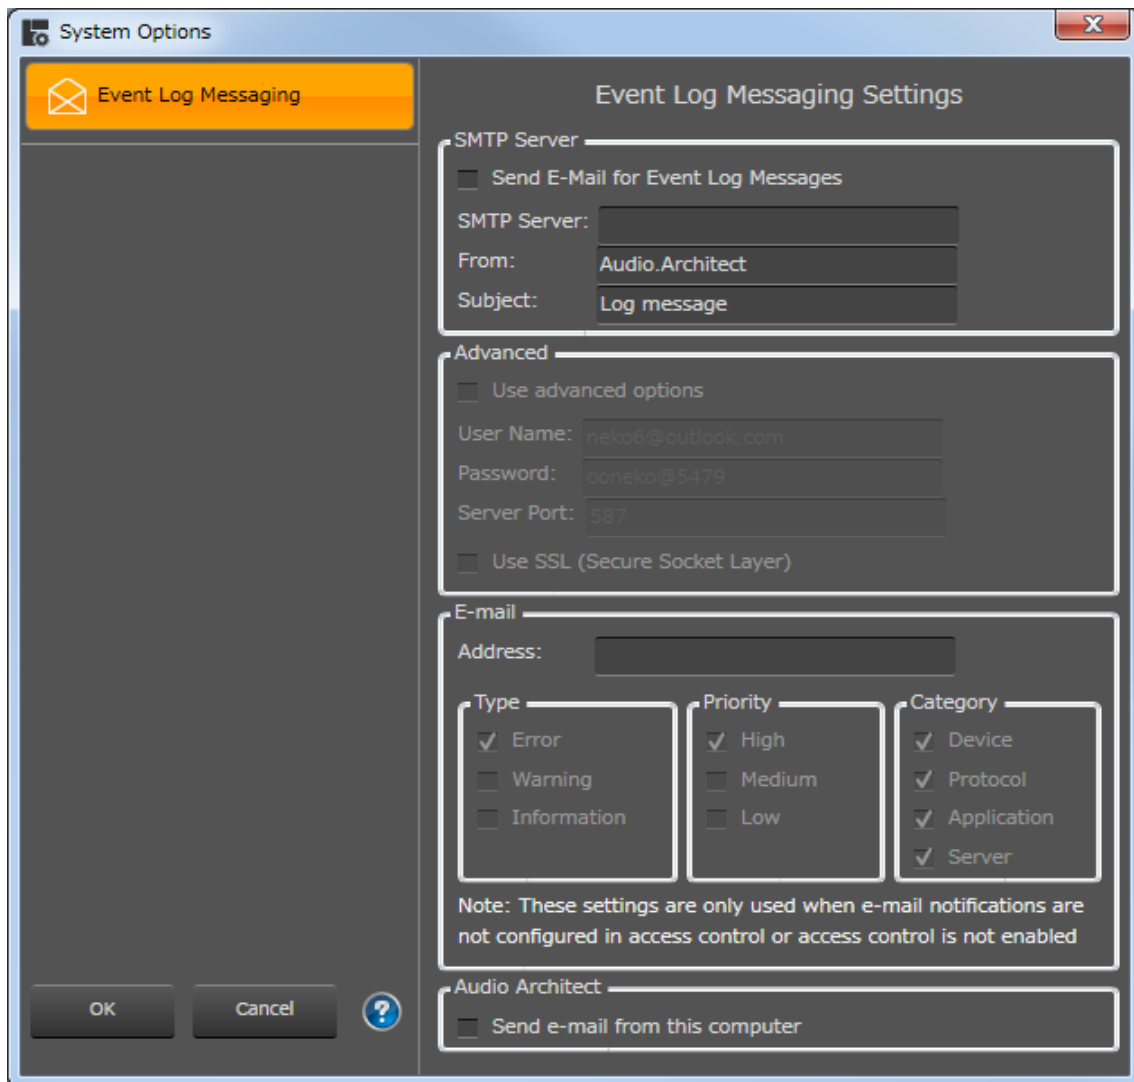 System Options
Event Log Messaging
Event Log Messaging Settings
SMTP Server
Send E-Mail for Event Log Messages
SMTP Server:
From: Audio.Architect
Subject: Log message
Advanced
Use advanced options
User Name: neko6@outlook.com
Password: ooneko@5479
Server Port: 587
Use SSL (Secure Socket Layer)
E-mail
Address:
Type Priority Category
Error High Device
Warning Medium Protocol
Information Low Application
Server
Note: These settings are only used when e-mail notifications are
not configured in access control or access control is not enabled
Audio Architect
Send e-mail from this computer
OK Cancel ?